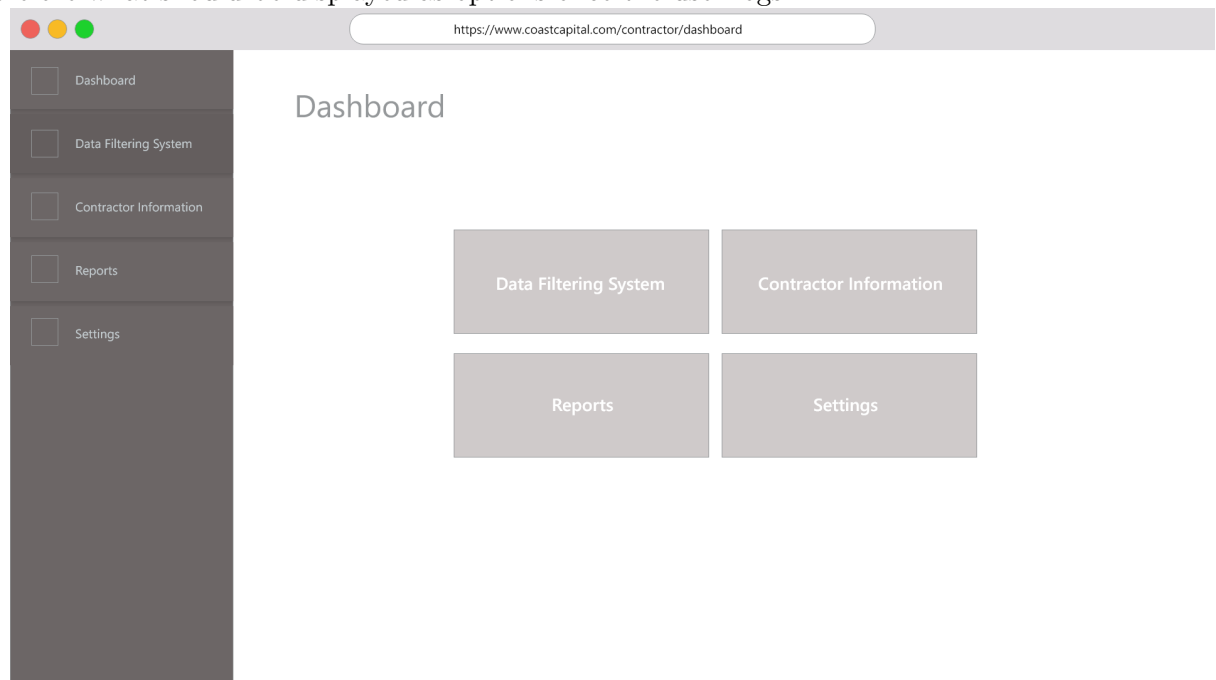 https://www.coastcapital.com/contractor/dashboard
Dashboard
Data Filtering System
Contractor Information
Reports
Settings
Dashboard
Data Filtering System
Contractor Information
Reports
Settings